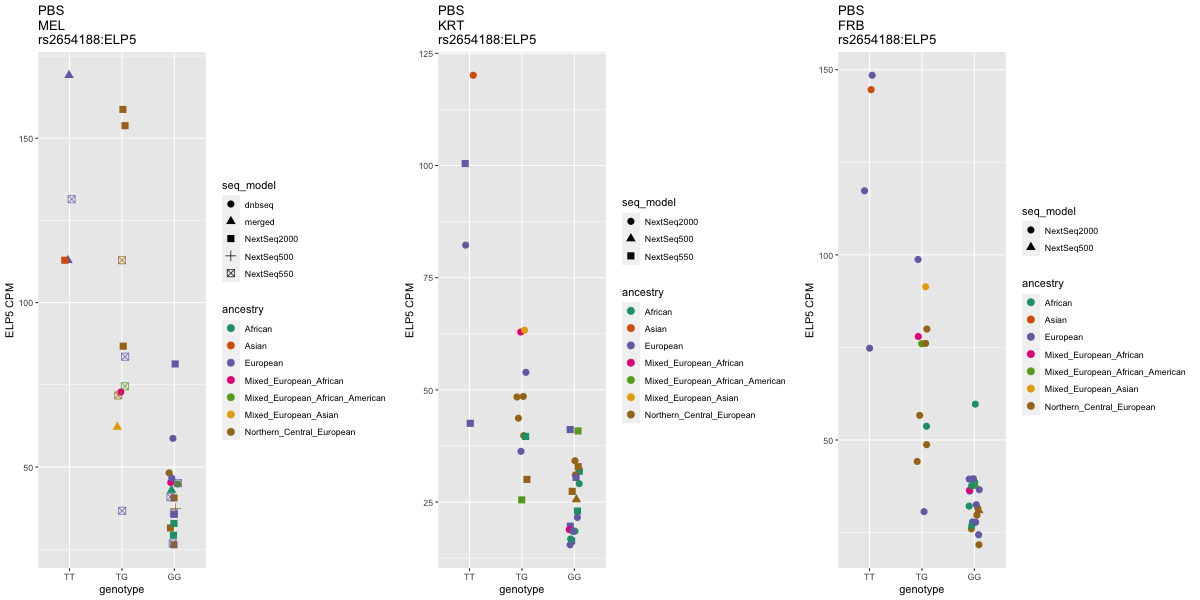 PBS
MEL
rs2654188:ELP5
150
100
50
ELP5 CPM
TT
TG
GG
genotype
seq_model
dnbseq
merged
NextSeq2000
NextSeq500
NextSeq550
ancestry
African
Asian
European
Mixed_European_African
Mixed_European_African_American
Mixed_European_Asian
Northern_Central_European
PBS
KRT
rs2654188:ELP5
125
100
75
50
25
ELP5 CPM
TT
TG
GG
genotype
seq_model
NextSeq2000
NextSeq500
NextSeq550
ancestry
African
Asian
European
Mixed_European_African
Mixed_European_African_American
Mixed_European_Asian
Northern_Central_European
PBS
FRB
rs2654188:ELP5
150
100
50
ELP5 CPM
TT
TG
GG
genotype
seq_model
NextSeq2000
NextSeq500
ancestry
African
Asian
European
Mixed_European_African
Mixed_European_African_American
Mixed_European_Asian
Northern_Central_European